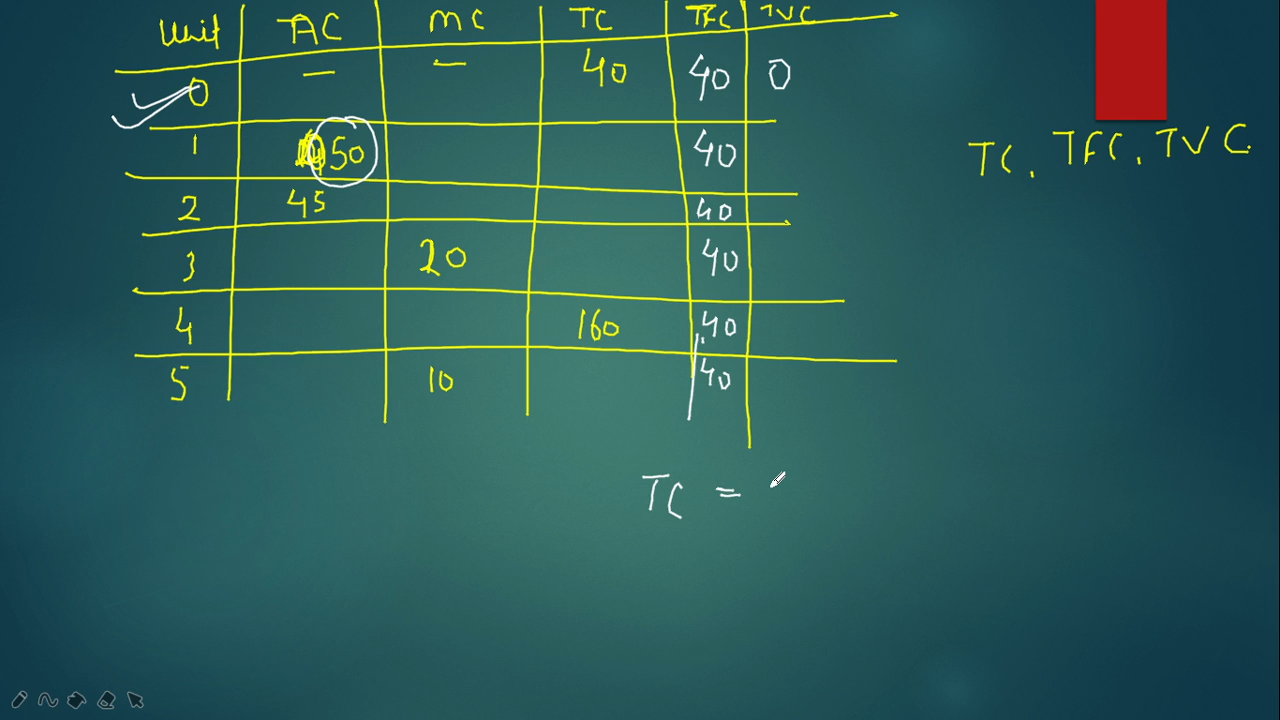 Unit AC MC TC TFC TVC
0 — — 40 40 0
1 50 40
2 45 40
3 20 40
4 160 40
5 10 40
TC, TFC, TVC.
TC =